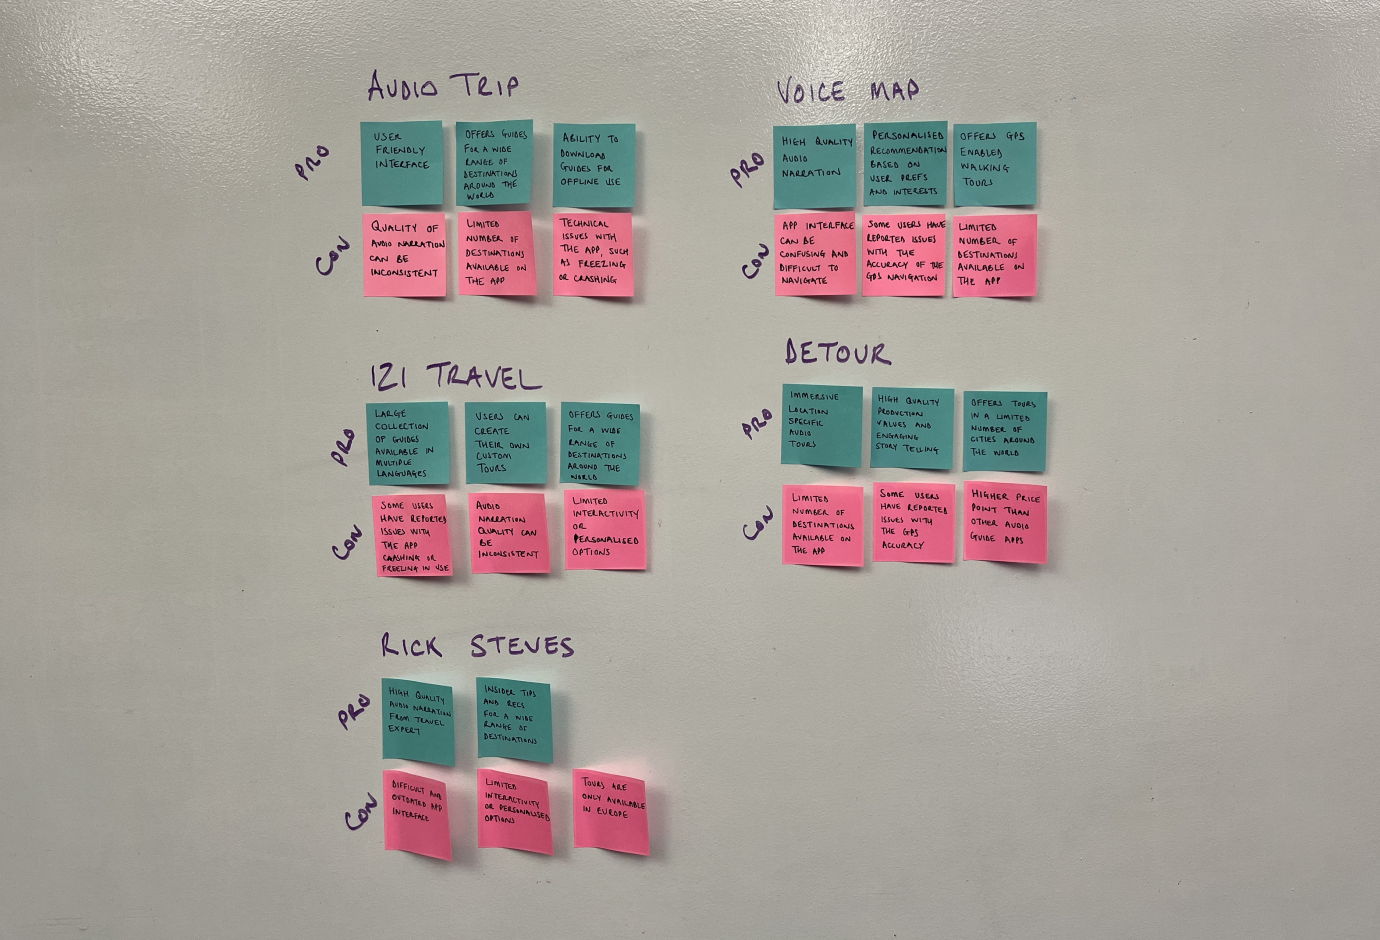 AUDIO TRIP
PRO
USER
FRIENDLY
INTERFACE
OFFERS GUIDES
FOR A WIDE
RANGE OF
DESTINATIONS
AROUND THE
WORLD
ABILITY TO
DOWNLOAD
GUIDES FOR
OFFLINE USE
CON
QUALITY OF
AUDIO NARRATION
CAN BE
INCONSISTENT
LIMITED
NUMBER OF
DESTINATIONS
AVAILABLE ON
THE APP
TECHNICAL
ISSUES WITH
THE APP, SUCH
AS FREEZING
OR CRASHING
VOICE MAP
PRO
HIGH QUALITY
AUDIO
NARRATION
PERSONALISED
RECOMMENDATION
BASED ON
USER PREFS
AND INTERESTS
OFFERS GPS
ENABLED
WALKING
TOURS
CON
APP INTERFACE
CAN BE
CONFUSING AND
DIFFICULT TO
NAVIGATE
SOME USERS HAVE
REPORTED ISSUES
WITH THE
ACCURACY OF THE
GPS NAVIGATION
LIMITED
NUMBER OF
DESTINATIONS
AVAILABLE ON
THE APP
IZI TRAVEL
PRO
LARGE
COLLECTION
OF GUIDES
AVAILABLE IN
MULTIPLE
LANGUAGES
USERS CAN
CREATE
THEIR OWN
CUSTOM
TOURS
OFFERS GUIDES
FOR A WIDE
RANGE OF
DESTINATIONS
AROUND THE
WORLD
CON
SOME USERS
HAVE REPORTED
ISSUES WITH
THE APP
CRASHING OR
FREEZING IN USE
AUDIO
NARRATION
QUALITY CAN
BE
INCONSISTENT
LIMITED
INTERACTIVITY
OR
PERSONALISED
OPTIONS
DETOUR
PRO
IMMERSIVE
LOCATION
SPECIFIC
AUDIO
TOURS
HIGH QUALITY
PRODUCTION
VALUES AND
ENGAGING
STORY TELLING
OFFERS TOURS
IN A LIMITED
NUMBER OF
CITIES AROUND
THE WORLD
CON
LIMITED
NUMBER OF
DESTINATIONS
AVAILABLE ON
THE APP
SOME USERS
HAVE REPORTED
ISSUES WITH
THE GPS
ACCURACY
HIGHER PRICE
POINT THAN
OTHER AUDIO
GUIDE APPS
RICK STEVES
PRO
HIGH QUALITY
AUDIO NARRATION
FROM TRAVEL
EXPERT
INSIDER TIPS
AND RECS
FOR A WIDE
RANGE OF
DESTINATIONS
CON
DIFFICULT AND
OUTDATED APP
INTERFACE
LIMITED
INTERACTIVITY
OR PERSONALISED
OPTIONS
TOURS ARE
ONLY AVAILABLE
IN EUROPE